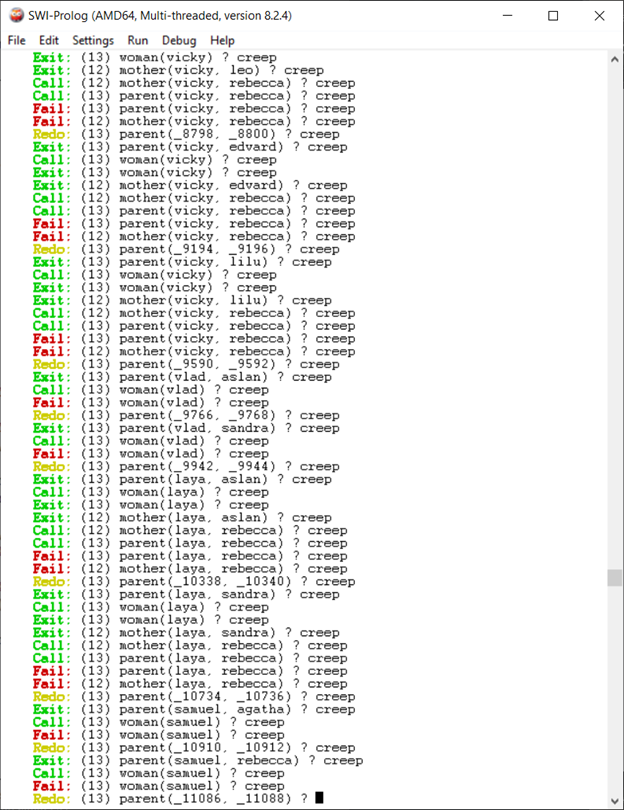 SWI-Prolog (AMD64, Multi-threaded, version 8.2.4)
File Edit Settings Run Debug Help
Exit: (13) woman(vicky) ? creep
Exit: (12) mother(vicky, leo) ? creep
Call: (12) mother(vicky, rebecca) ? creep
Call: (13) parent(vicky, rebecca) ? creep
Fail: (13) parent(vicky, rebecca) ? creep
Fail: (12) mother(vicky, rebecca) ? creep
Redo: (13) parent(_8798, _8800) ? creep
Exit: (13) parent(vicky, edvard) ? creep
Call: (13) woman(vicky) ? creep
Exit: (13) woman(vicky) ? creep
Exit: (12) mother(vicky, edvard) ? creep
Call: (12) mother(vicky, rebecca) ? creep
Call: (13) parent(vicky, rebecca) ? creep
Fail: (13) parent(vicky, rebecca) ? creep
Fail: (12) mother(vicky, rebecca) ? creep
Redo: (13) parent(_9194, _9196) ? creep
Exit: (13) parent(vicky, lilu) ? creep
Call: (13) woman(vicky) ? creep
Exit: (13) woman(vicky) ? creep
Exit: (12) mother(vicky, lilu) ? creep
Call: (12) mother(vicky, rebecca) ? creep
Call: (13) parent(vicky, rebecca) ? creep
Fail: (13) parent(vicky, rebecca) ? creep
Fail: (12) mother(vicky, rebecca) ? creep
Redo: (13) parent(_9590, _9592) ? creep
Exit: (13) parent(vlad, aslan) ? creep
Call: (13) woman(vlad) ? creep
Fail: (13) woman(vlad) ? creep
Redo: (13) parent(_9766, _9768) ? creep
Exit: (13) parent(vlad, sandra) ? creep
Call: (13) woman(vlad) ? creep
Fail: (13) woman(vlad) ? creep
Redo: (13) parent(_9942, _9944) ? creep
Exit: (13) parent(laya, aslan) ? creep
Call: (13) woman(laya) ? creep
Exit: (13) woman(laya) ? creep
Exit: (12) mother(laya, aslan) ? creep
Call: (12) mother(laya, rebecca) ? creep
Call: (13) parent(laya, rebecca) ? creep
Fail: (13) parent(laya, rebecca) ? creep
Fail: (12) mother(laya, rebecca) ? creep
Redo: (13) parent(_10338, _10340) ? creep
Exit: (13) parent(laya, sandra) ? creep
Call: (13) woman(laya) ? creep
Exit: (13) woman(laya) ? creep
Exit: (12) mother(laya, sandra) ? creep
Call: (12) mother(laya, rebecca) ? creep
Call: (13) parent(laya, rebecca) ? creep
Fail: (13) parent(laya, rebecca) ? creep
Fail: (12) mother(laya, rebecca) ? creep
Redo: (13) parent(_10734, _10736) ? creep
Exit: (13) parent(samuel, agatha) ? creep
Call: (13) woman(samuel) ? creep
Fail: (13) woman(samuel) ? creep
Redo: (13) parent(_10910, _10912) ? creep
Exit: (13) parent(samuel, rebecca) ? creep
Call: (13) woman(samuel) ? creep
Fail: (13) woman(samuel) ? creep
Redo: (13) parent(_11086, _11088) ?